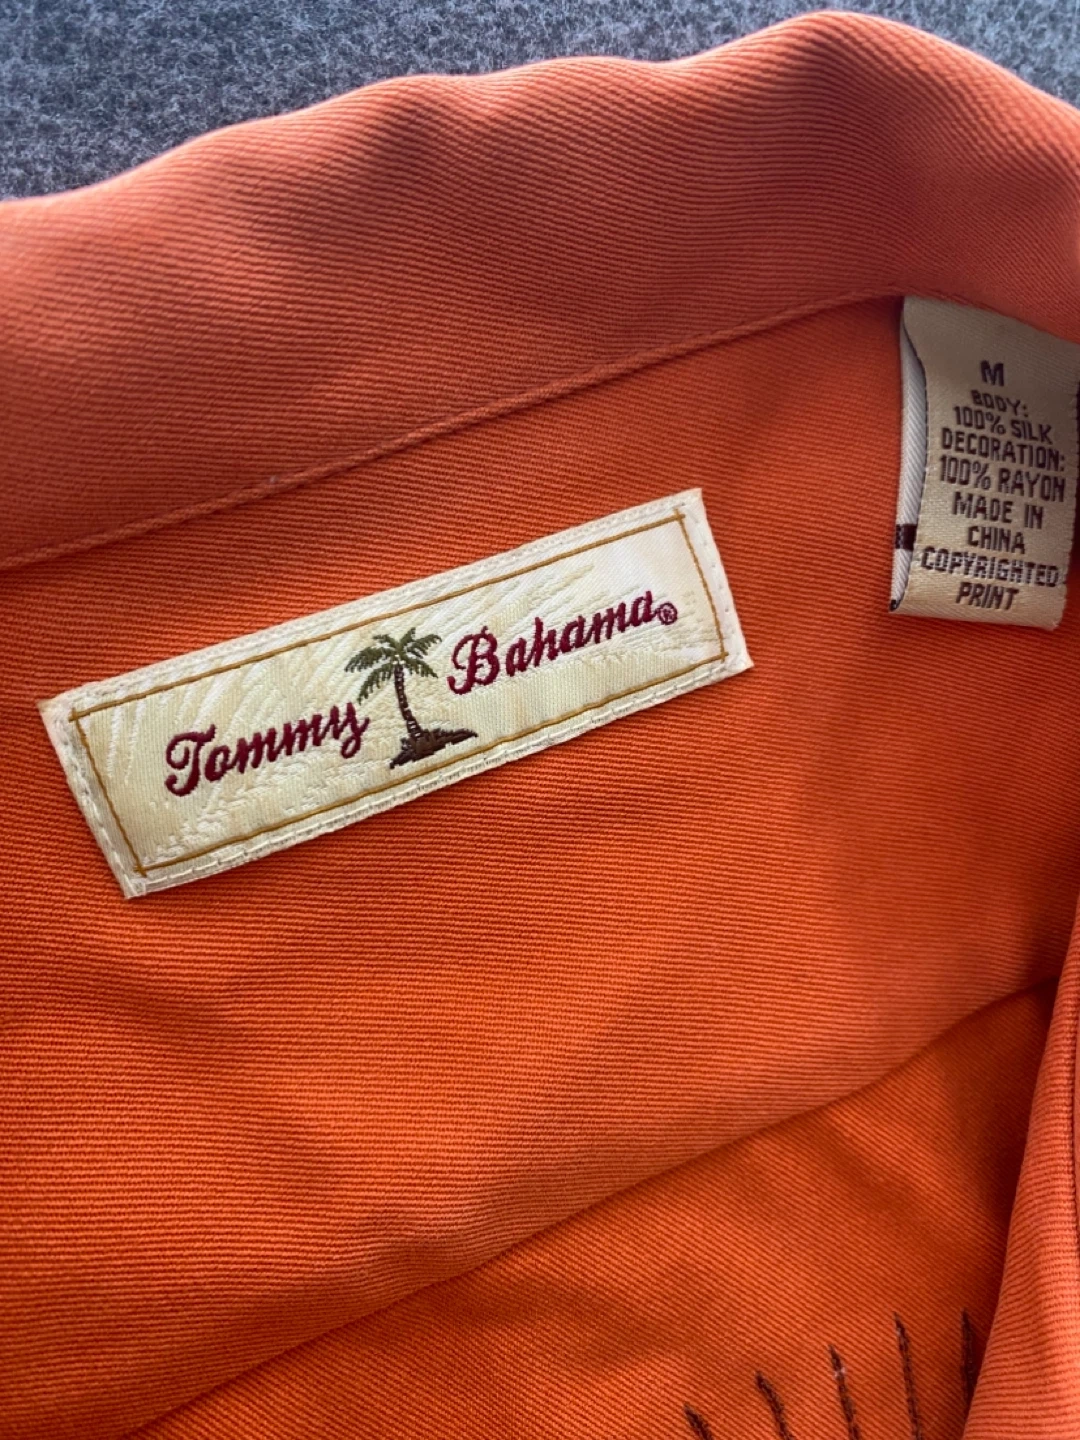 Tommy Bahama®
M
BODY:
100% SILK
DECORATION:
100% RAYON
MADE IN
CHINA
COPYRIGHTED
PRINT